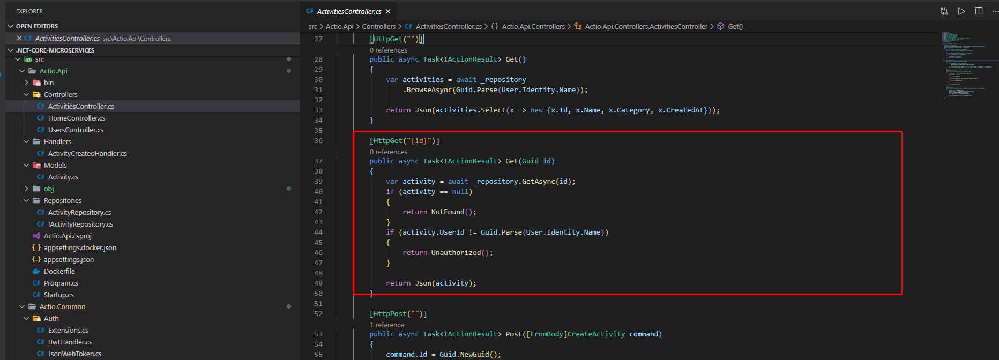 EXPLORER
OPEN EDITORS
ActivitiesController.cs src\Actio.Api\Controllers
.NET-CORE-MICROSERVICES
src
Actio.Api
bin
Controllers
ActivitiesController.cs
HomeController.cs
UsersController.cs
Handlers
ActivityCreatedHandler.cs
Models
Activity.cs
obj
Repositories
ActivityRepository.cs
IActivityRepository.cs
Actio.Api.csproj
appsettings.docker.json
appsettings.json
Dockerfile
Program.cs
Startup.cs
Actio.Common
Auth
Extensions.cs
IJwtHandler.cs
JsonWebToken.cs
ActivitiesController.cs
src > Actio.Api > Controllers > C# ActivitiesController.cs > {} Actio.Api.Controllers > Actio.Api.Controllers.ActivitiesController > Get()
27 [HttpGet("")]
0 references
28 public async Task<IActionResult> Get()
29 {
30 var activities = await _repository
31 .BrowseAsync(Guid.Parse(User.Identity.Name));
32
33 return Json(activities.Select(x => new {x.Id, x.Name, x.Category, x.CreatedAt}));
34 }
35
36 [HttpGet("{id}")]
0 references
37 public async Task<IActionResult> Get(Guid id)
38 {
39 var activity = await _repository.GetAsync(id);
40 if (activity == null)
41 {
42 return NotFound();
43 }
44 if (activity.UserId != Guid.Parse(User.Identity.Name))
45 {
46 return Unauthorized();
47 }
48
49 return Json(activity);
50 }
51
52 [HttpPost("")]
1 reference
53 public async Task<IActionResult> Post([FromBody]CreateActivity command)
54 {
55 command.Id = Guid.NewGuid();